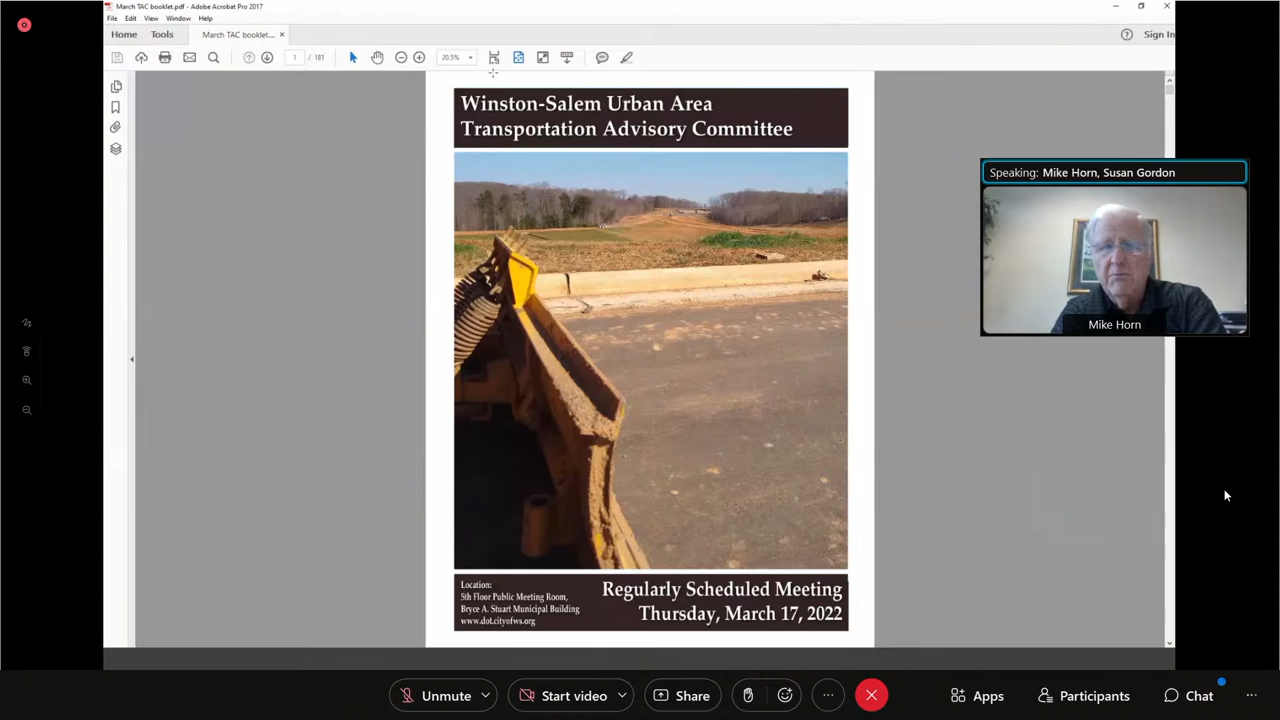 March TAC booklet.pdf - Adobe Acrobat Pro 2017
File Edit View Window Help
Home Tools March TAC booklet.... × Sign In
1 / 181 20.5%
Winston-Salem Urban Area
Transportation Advisory Committee
Speaking: Mike Horn, Susan Gordon
Mike Horn
Location:
5th Floor Public Meeting Room,
Bryce A. Stuart Municipal Building
www.dot.cityofws.org
Regularly Scheduled Meeting
Thursday, March 17, 2022
Unmute Start video Share Apps Participants Chat